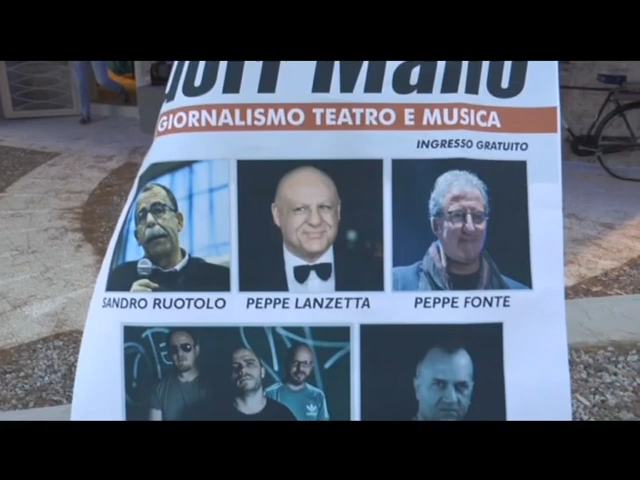 GIORNALISMO TEATRO E MUSICA
INGRESSO GRATUITO
SANDRO RUOTOLO
PEPPE LANZETTA
PEPPE FONTE